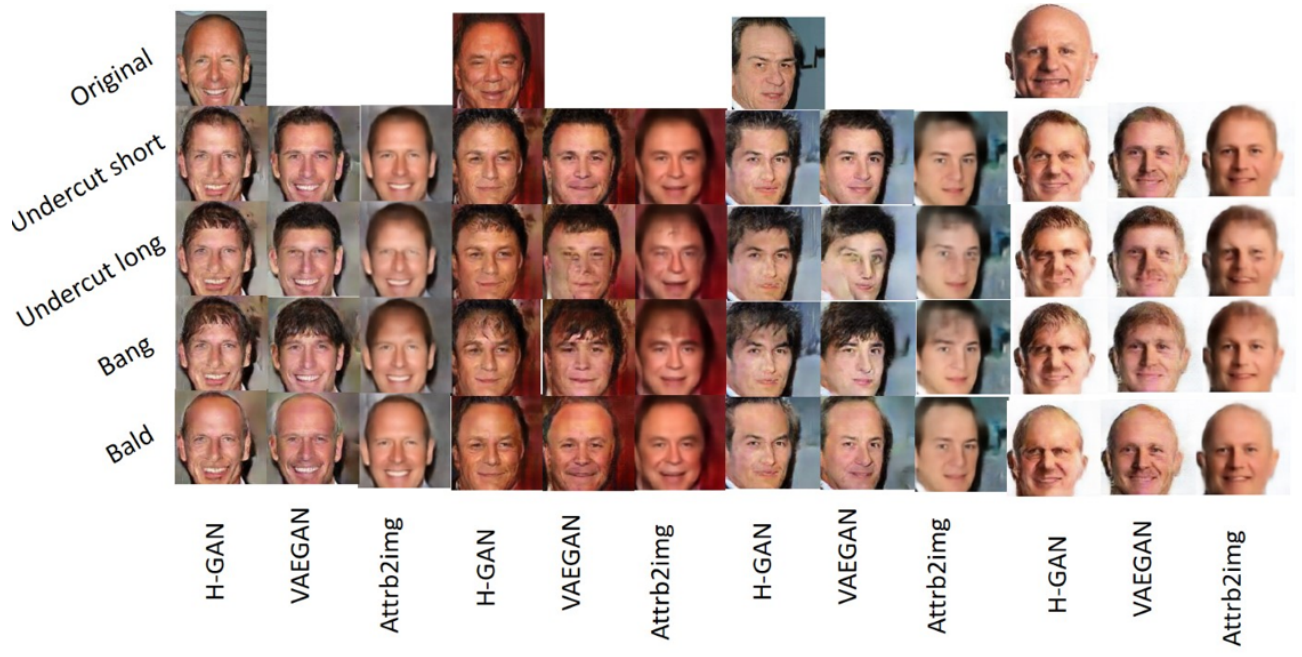 Original
Undercut short
Undercut long
Bang
Bald
H-GAN
VAEGAN
Attrb2img
H-GAN
VAEGAN
Attrb2img
H-GAN
VAEGAN
Attrb2img
H-GAN
VAEGAN
Attrb2img